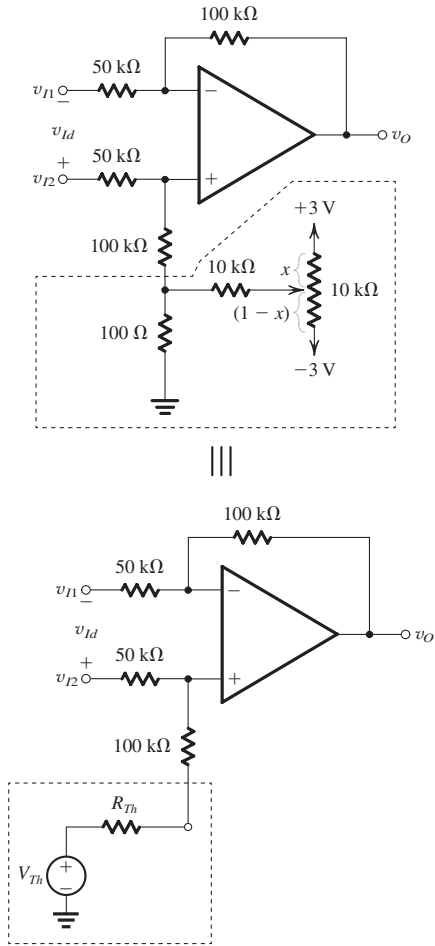 100 kΩ
50 kΩ
v_I1
−
−
v_Id
+
50 kΩ
v_I2
+
v_O
+3 V
100 kΩ
10 kΩ
x
10 kΩ
(1 − x)
100 Ω
−3 V
100 kΩ
50 kΩ
v_I1
−
−
v_Id
v_O
+
50 kΩ
v_I2
+
100 kΩ
R_Th
V_Th
+
−